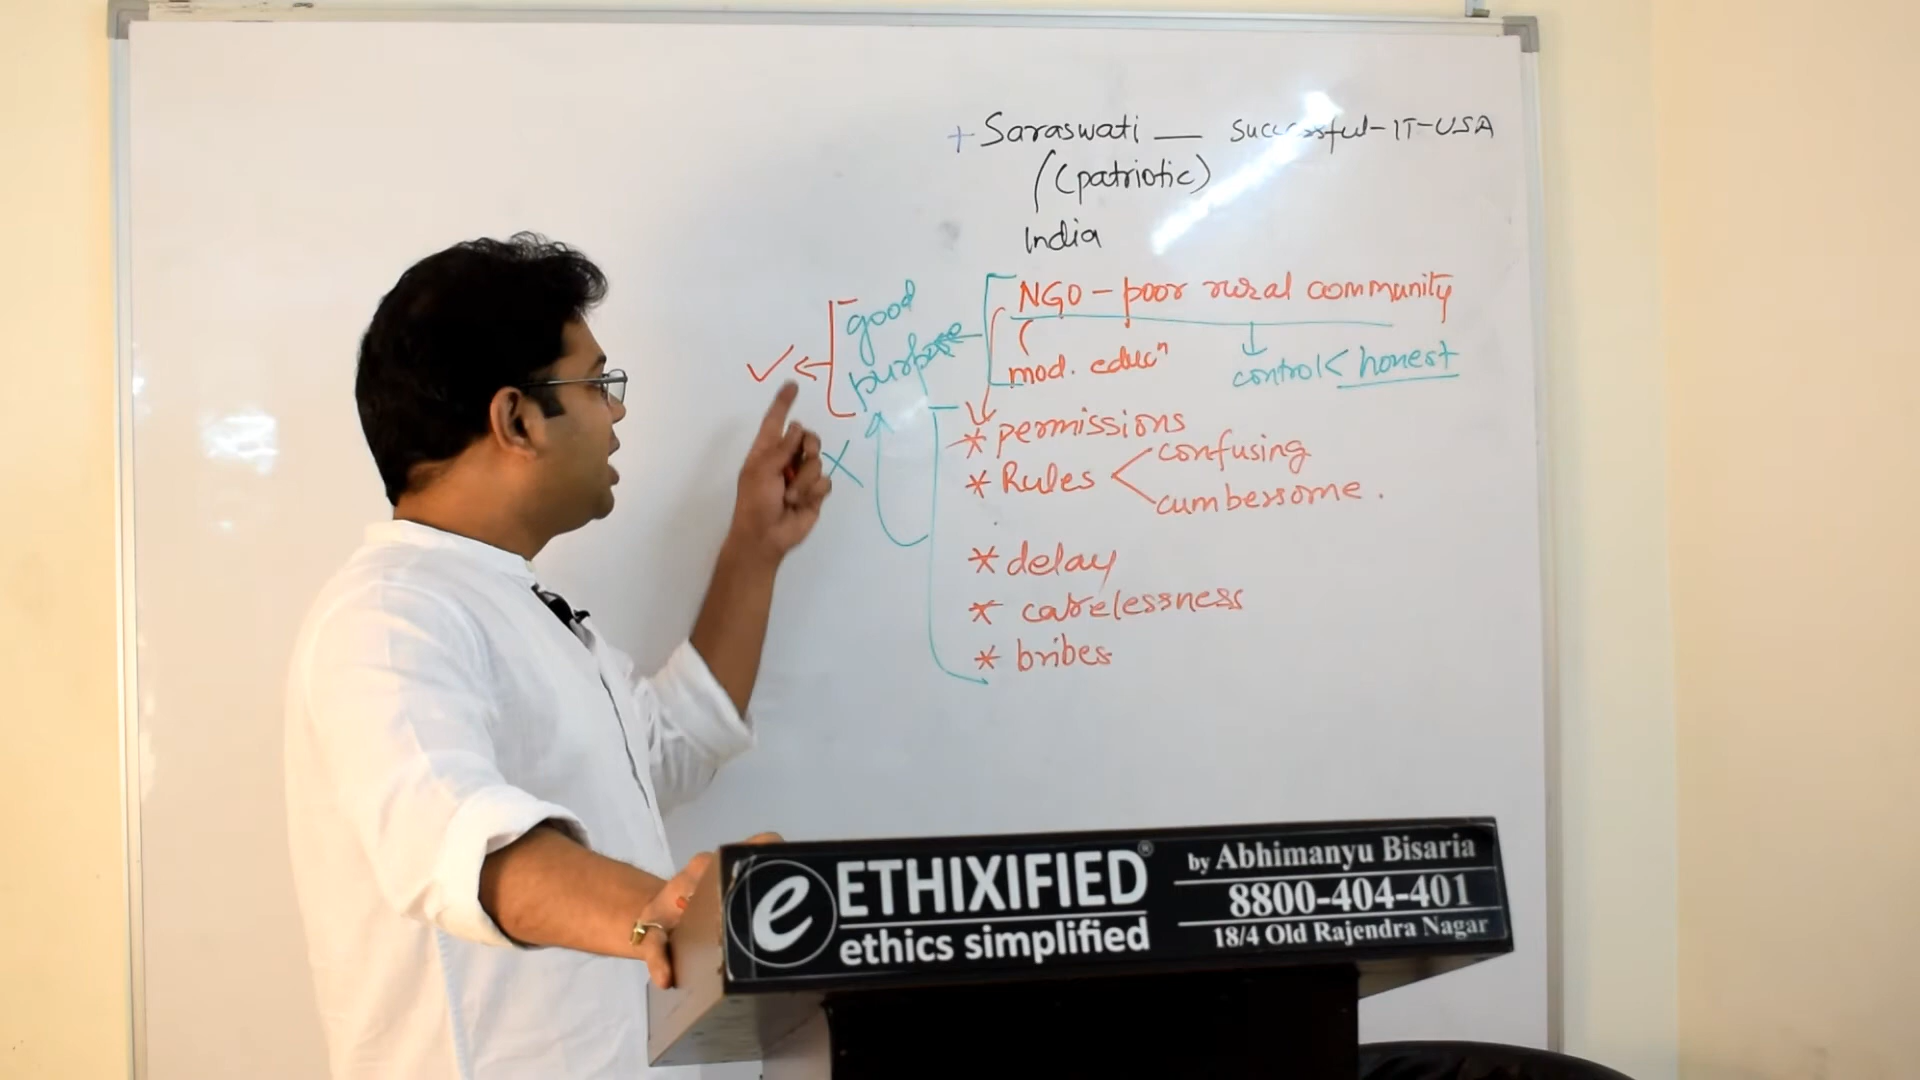 + Saraswati — successful-IT-USA
(patriotic)
India
good
purpose
NGO - poor rural community
mod. educⁿ
control < honest
* permissions
* Rules < confusing
cumbersome.
* delay
* carelessness
* bribes
e ETHIXIFIED®
ethics simplified
by Abhimanyu Bisaria
8800-404-401
18/4 Old Rajendra Nagar